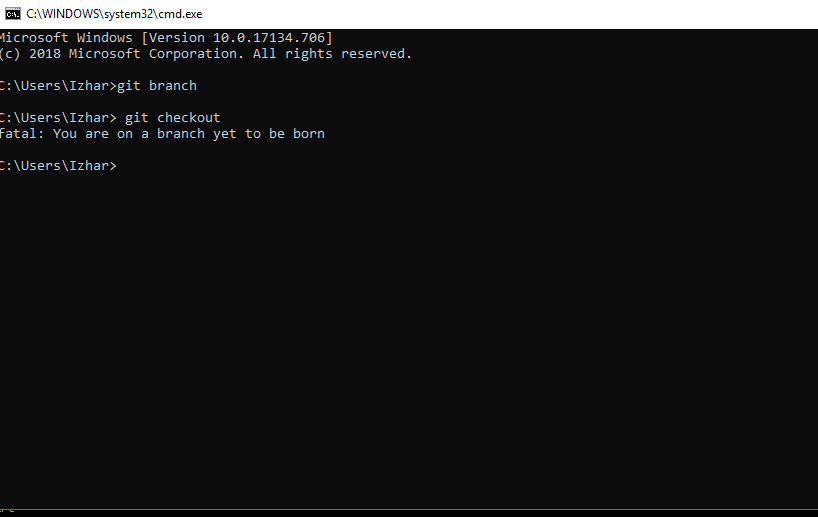 C:\WINDOWS\system32\cmd.exe
Microsoft Windows [Version 10.0.17134.706]
(c) 2018 Microsoft Corporation. All rights reserved.
C:\Users\Izhar>git branch
C:\Users\Izhar> git checkout
fatal: You are on a branch yet to be born
C:\Users\Izhar>